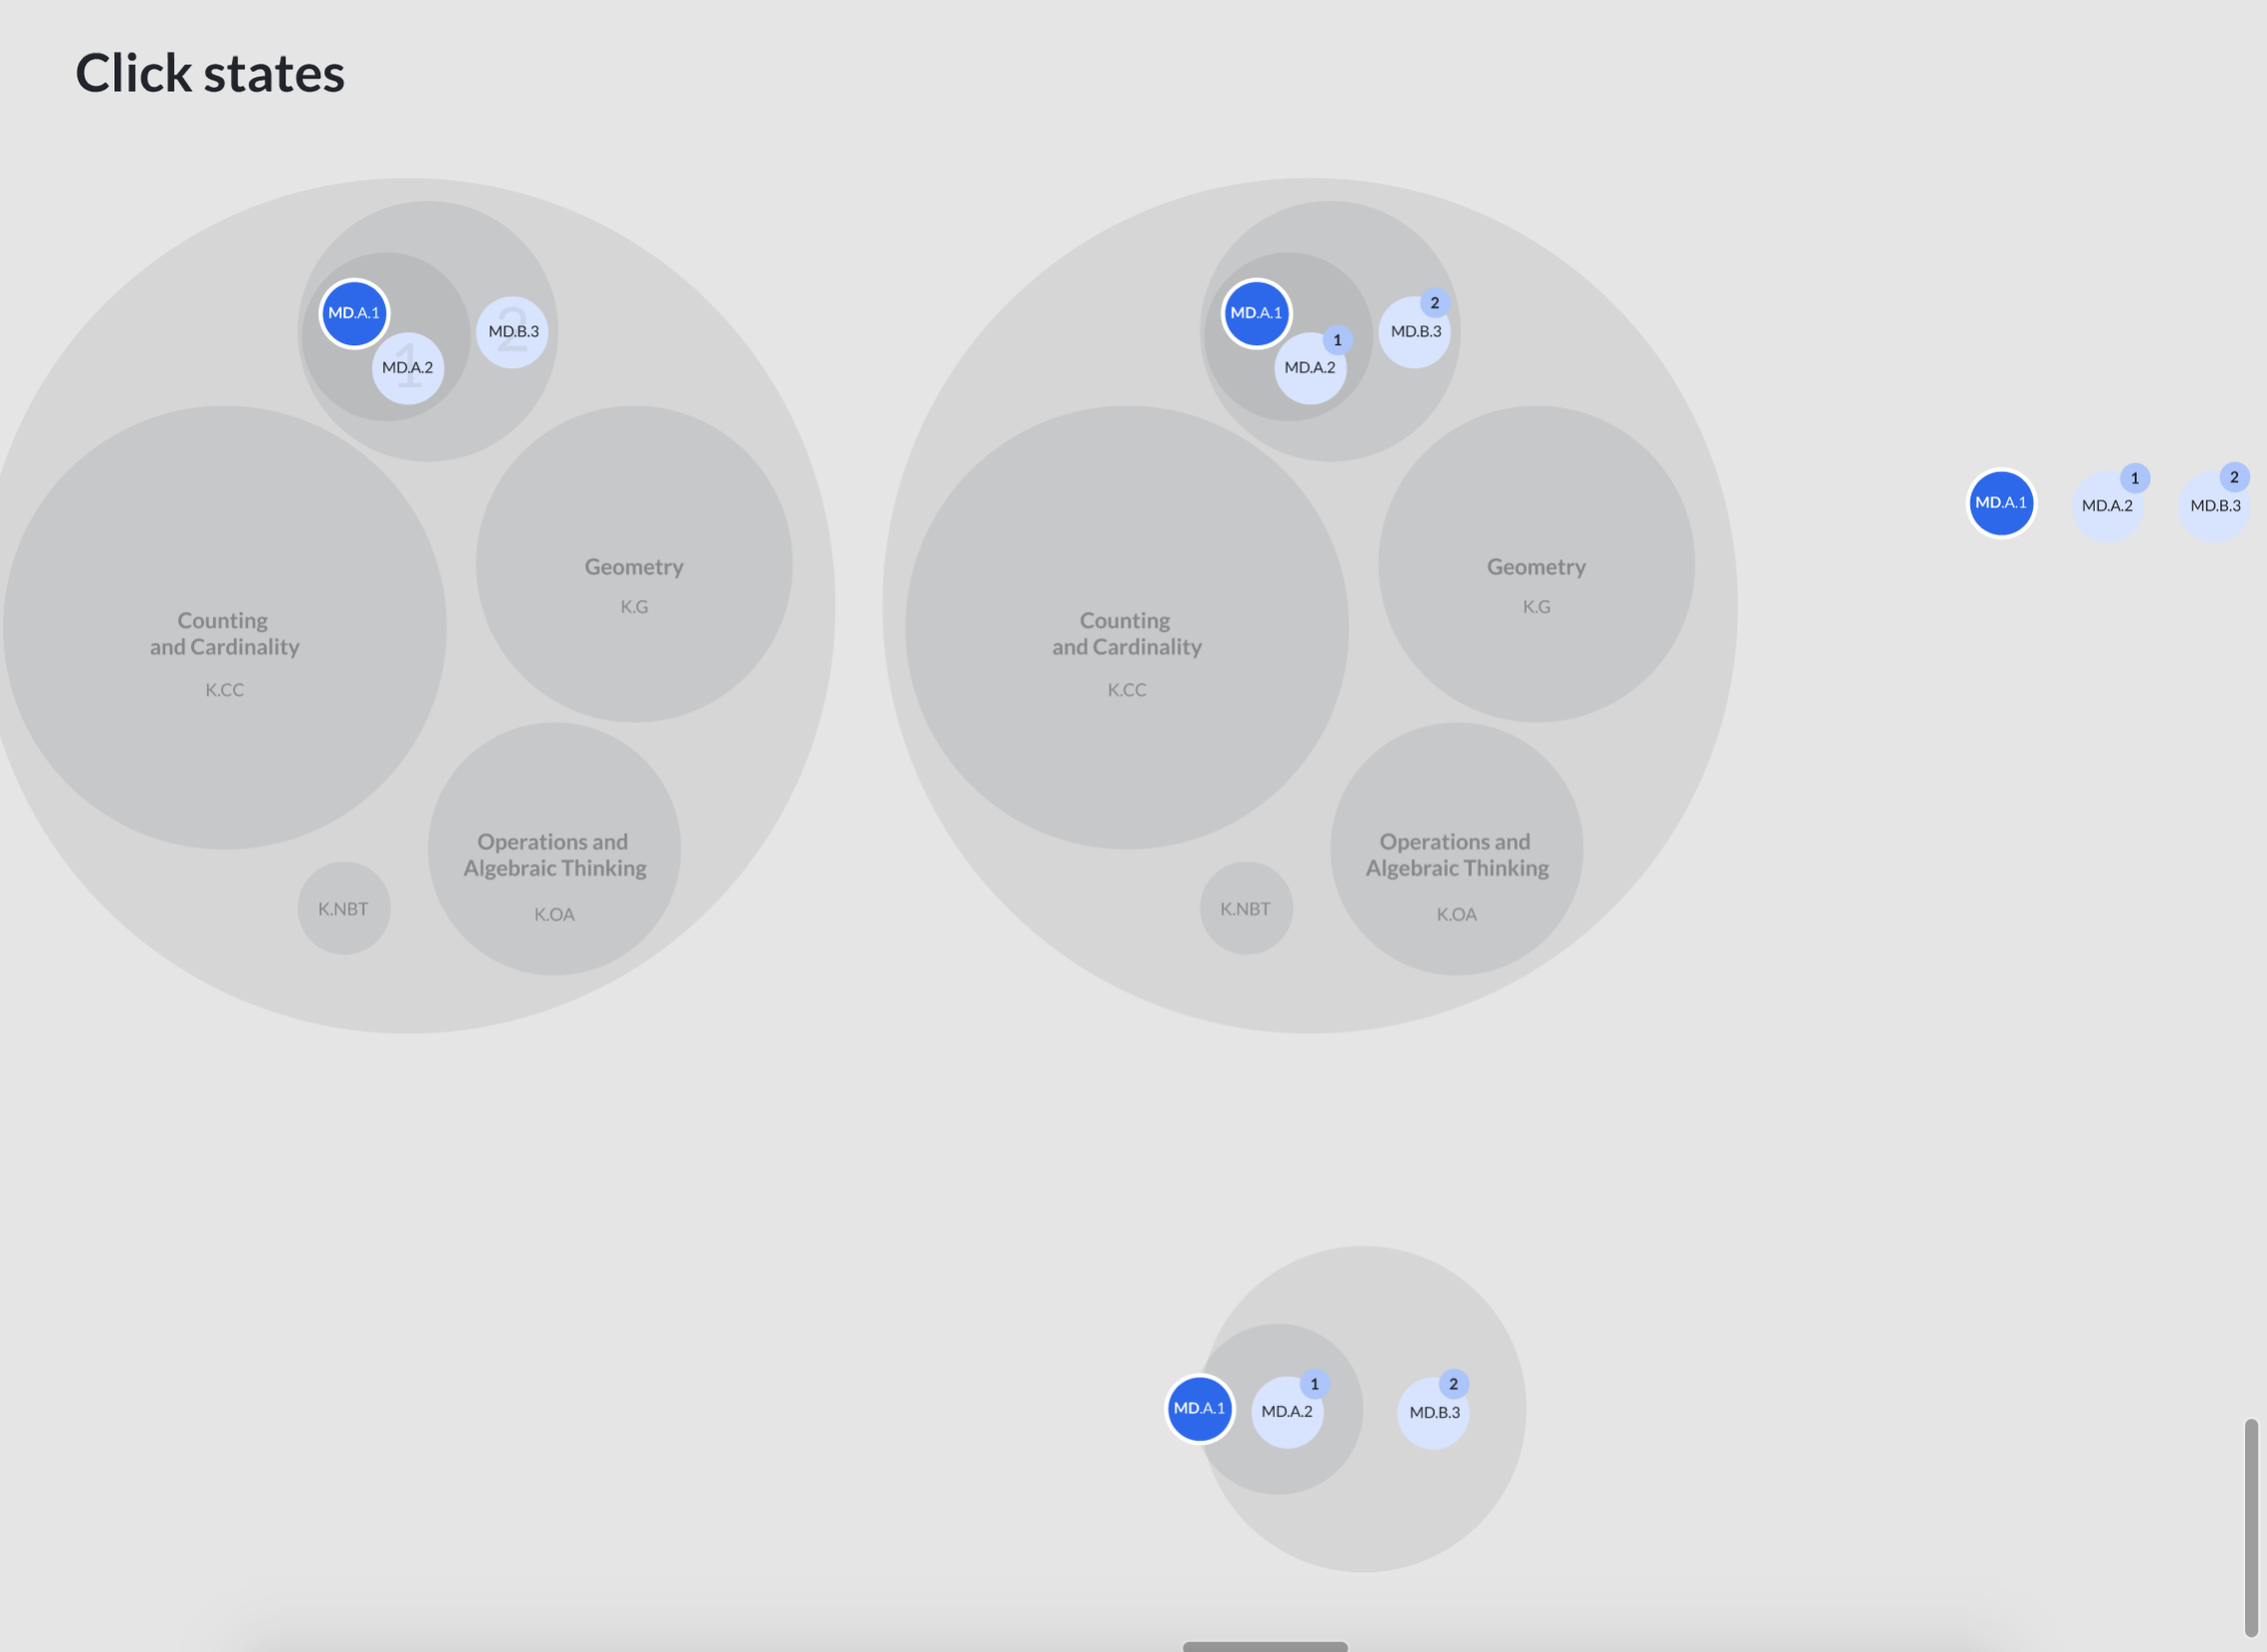 Click states
MD.A.1
2
MD.B.3
1
MD.A.2
Geometry
K.G
Counting
and Cardinality
K.CC
Operations and
Algebraic Thinking
K.OA
K.NBT
MD.A.1
2
MD.B.3
1
MD.A.2
Geometry
K.G
Counting
and Cardinality
K.CC
Operations and
Algebraic Thinking
K.OA
K.NBT
MD.A.1
1
MD.A.2
2
MD.B.3
MD.A.1
1
MD.A.2
2
MD.B.3